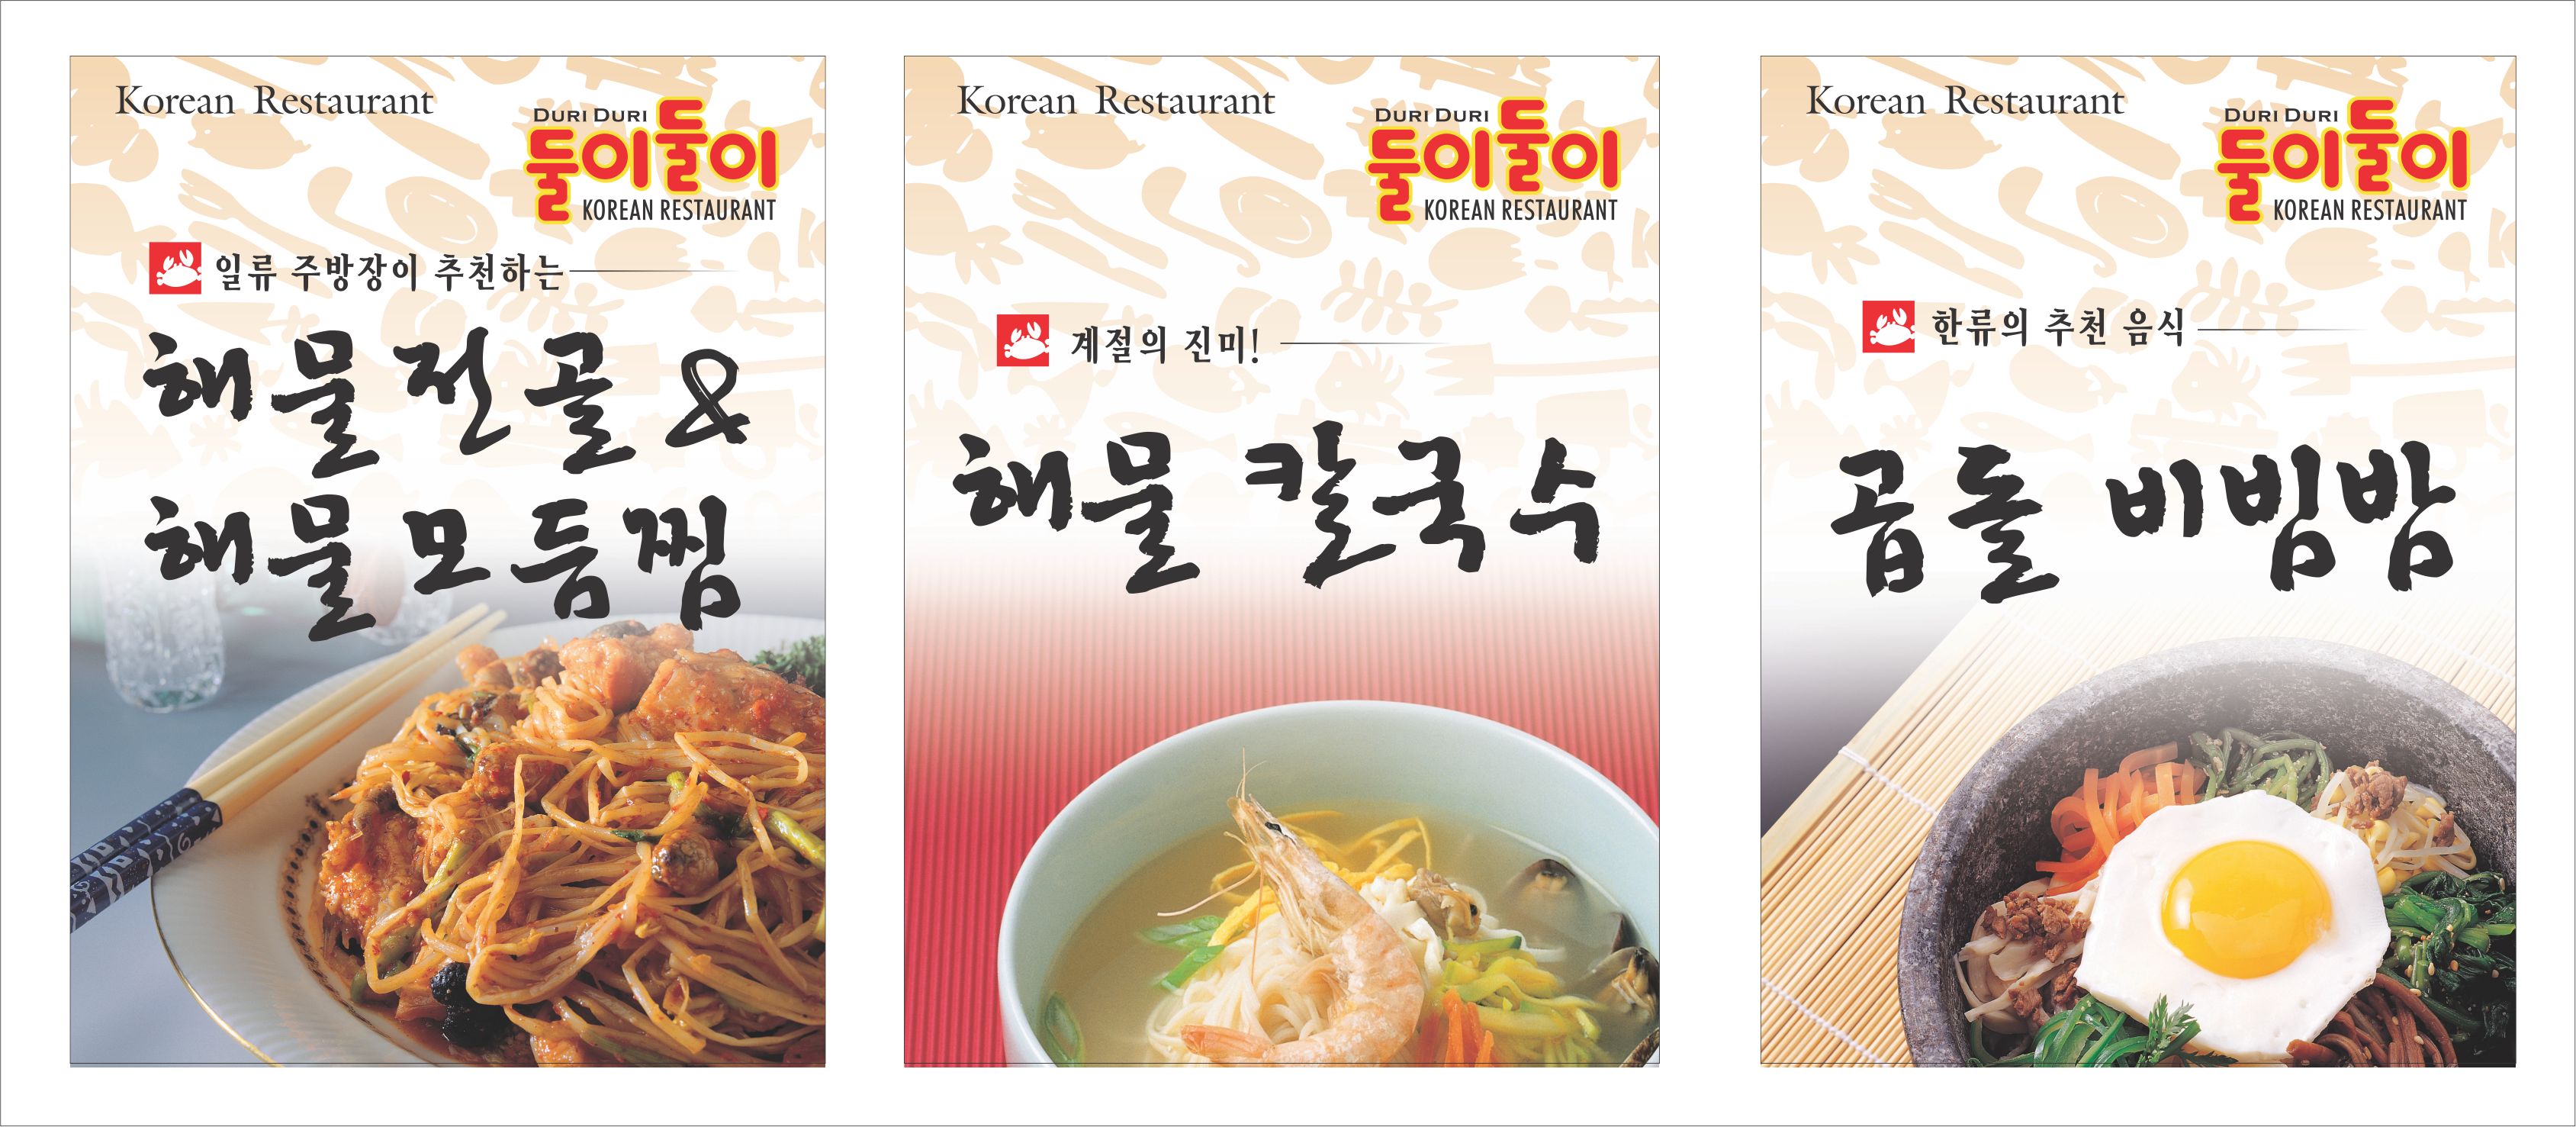 Korean Restaurant
DURI DURI
둘이둘이
KOREAN RESTAURANT
일류 주방장이 추천하는
해물전골 &
해물모듬찜
Korean Restaurant
DURI DURI
둘이둘이
KOREAN RESTAURANT
계절의 진미!
해물 칼국수
Korean Restaurant
DURI DURI
둘이둘이
KOREAN RESTAURANT
한류의 추천 음식
곱돌 비빔밥